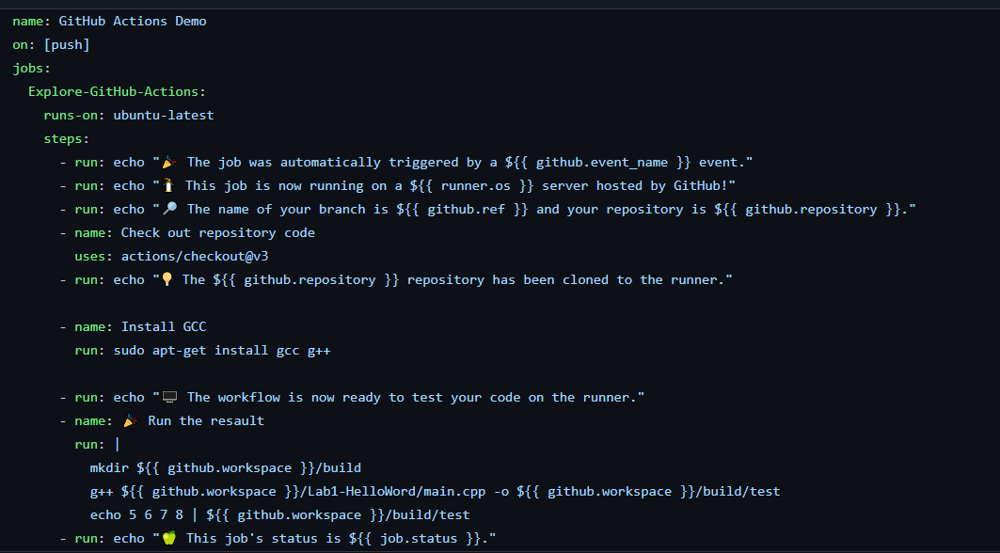 name: GitHub Actions Demo
on: [push]
jobs:
  Explore-GitHub-Actions:
    runs-on: ubuntu-latest
    steps:
      - run: echo "🎉 The job was automatically triggered by a ${{ github.event_name }} event."
      - run: echo "🐧 This job is now running on a ${{ runner.os }} server hosted by GitHub!"
      - run: echo "🔎 The name of your branch is ${{ github.ref }} and your repository is ${{ github.repository }}."
      - name: Check out repository code
        uses: actions/checkout@v3
      - run: echo "💡 The ${{ github.repository }} repository has been cloned to the runner."

      - name: Install GCC
        run: sudo apt-get install gcc g++

      - run: echo "🖥️ The workflow is now ready to test your code on the runner."
      - name: 🎉 Run the resault
        run: |
          mkdir ${{ github.workspace }}/build
          g++ ${{ github.workspace }}/Lab1-HelloWord/main.cpp -o ${{ github.workspace }}/build/test
          echo 5 6 7 8 | ${{ github.workspace }}/build/test
      - run: echo "🍏 This job's status is ${{ job.status }}."